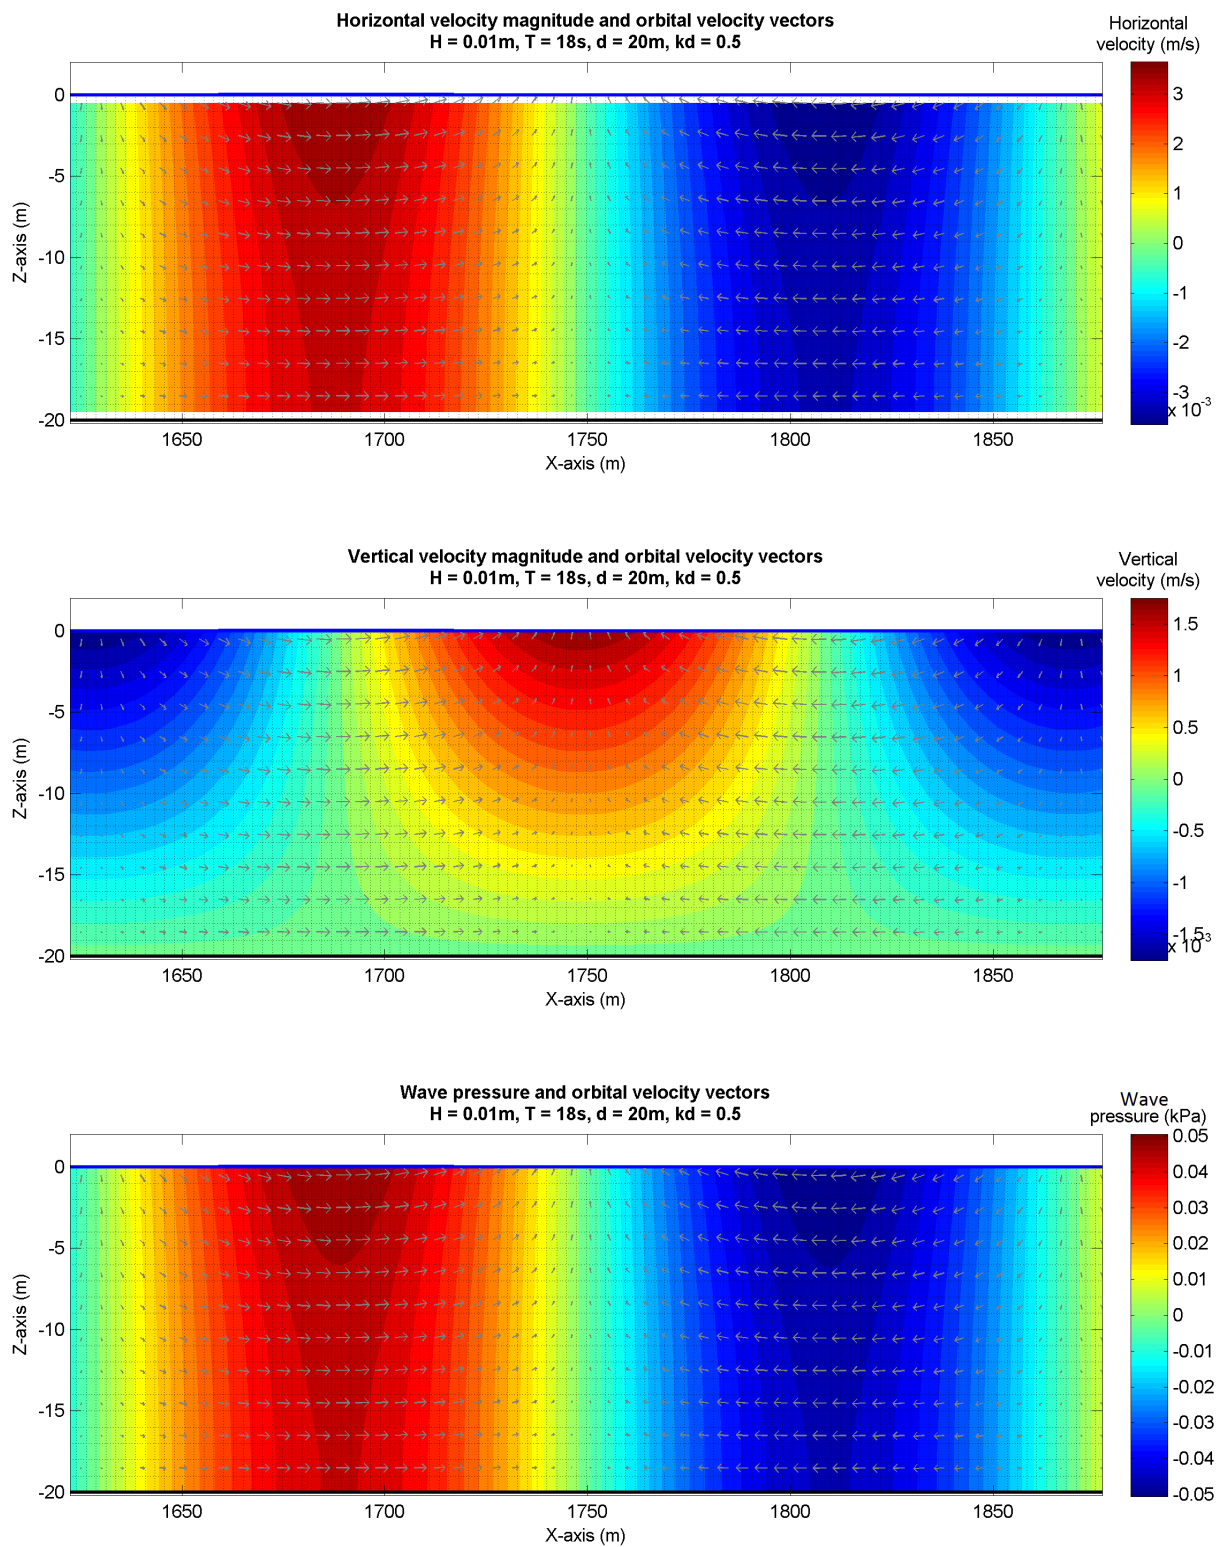 Horizontal velocity magnitude and orbital velocity vectors
H = 0.01m, T = 18s, d = 20m, kd = 0.5
Horizontal
velocity (m/s)
0
-5
-10
-15
-20
Z-axis (m)
1650 1700 1750 1800 1850
X-axis (m)
3
2
1
0
-1
-2
-3
x 10-3
Vertical velocity magnitude and orbital velocity vectors
H = 0.01m, T = 18s, d = 20m, kd = 0.5
Vertical
velocity (m/s)
0
-5
-10
-15
-20
Z-axis (m)
1650 1700 1750 1800 1850
X-axis (m)
1.5
1
0.5
0
-0.5
-1
-1.5
x 10-3
Wave pressure and orbital velocity vectors
H = 0.01m, T = 18s, d = 20m, kd = 0.5
Wave
pressure (kPa)
0
-5
-10
-15
-20
Z-axis (m)
1650 1700 1750 1800 1850
X-axis (m)
0.05
0.04
0.03
0.02
0.01
0
-0.01
-0.02
-0.03
-0.04
-0.05